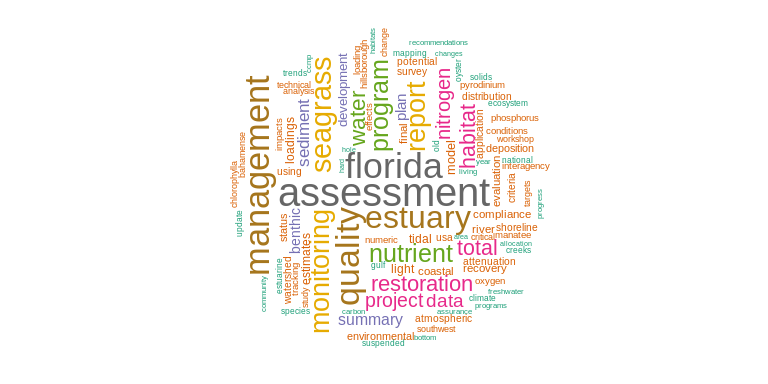 recommendations
habitats
changes
change
mapping
hillsborough
loading
ccmp
trends
potential
survey
oyster
solids
technical
analysis
pyrodinium
distribution
ecosystem
development
seagrass
water
program
report
plan
nitrogen
sediment
management
effects
final
old
phosphorus
conditions
workshop
application
habitat
deposition
impacts
loadings
hole
model
year
national
interagency
using
hard
florida
living
evaluation
criteria
targets
progress
bahamense
chlorophylla
assessment
estuary
compliance
update
status
benthic
monitoring
quality
numeric
tidal
usa
area
river
critical
shoreline
manatee
allocation
creeks
nutrient
total
estimates
watershed
tracking
estuarine
community
study
species
gulf
light
coastal
attenuation
recovery
restoration
oxygen
freshwater
climate
programs
project
data
carbon
assurance
summary
atmospheric
southwest
environmental
bottom
suspended